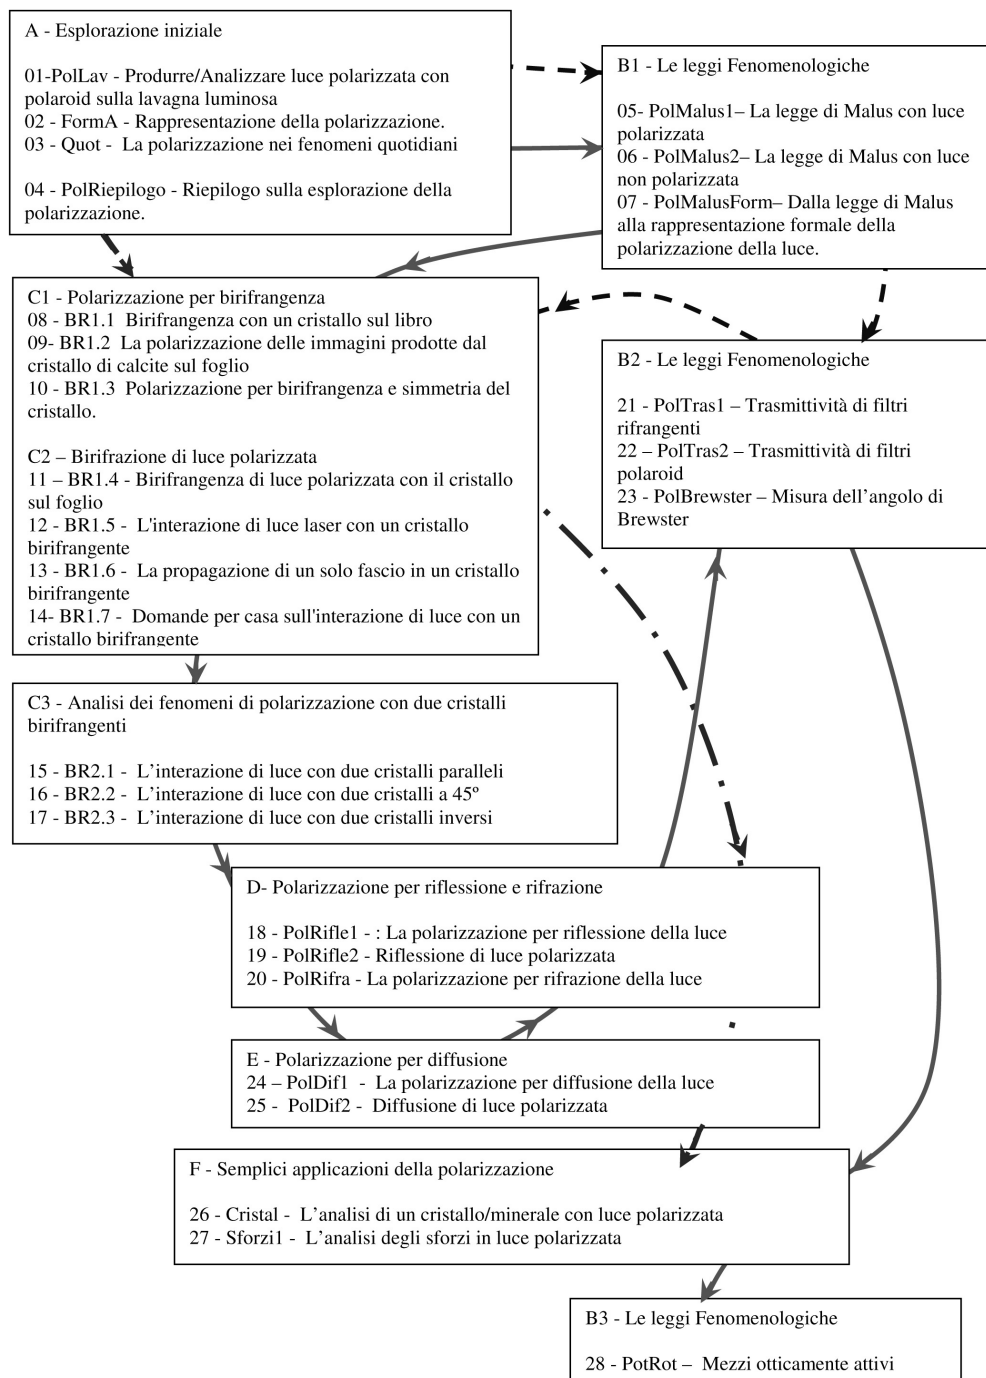 A - Esplorazione iniziale
01-PolLav - Produrre/Analizzare luce polarizzata con
polaroid sulla lavagna luminosa
02 - FormA - Rappresentazione della polarizzazione.
03 - Quot -  La polarizzazione nei fenomeni quotidiani
04 - PolRiepilogo - Riepilogo sulla esplorazione della
polarizzazione.
B1 - Le leggi Fenomenologiche
05- PolMalus1– La legge di Malus con luce
polarizzata
06 - PolMalus2– La legge di Malus con luce
non polarizzata
07 - PolMalusForm– Dalla legge di Malus
alla rappresentazione formale della
polarizzazione della luce.
C1 - Polarizzazione per birifrangenza
08 - BR1.1  Birifrangenza con un cristallo sul libro
09- BR1.2  La polarizzazione delle immagini prodotte dal
cristallo di calcite sul foglio
10 - BR1.3  Polarizzazione per birifrangenza e simmetria del
cristallo.
C2 – Birifrazione di luce polarizzata
11 – BR1.4 - Birifrangenza di luce polarizzata con il cristallo
sul foglio
12 - BR1.5 -  L'interazione di luce laser con un cristallo
birifrangente
13 - BR1.6 -  La propagazione di un solo fascio in un cristallo
birifrangente
14- BR1.7 -  Domande per casa sull'interazione di luce con un
cristallo birifrangente
B2 - Le leggi Fenomenologiche
21 - PolTras1 – Trasmittività di filtri
rifrangenti
22 – PolTras2 – Trasmittività di filtri
polaroid
23 - PolBrewster – Misura dell’angolo di
Brewster
C3 - Analisi dei fenomeni di polarizzazione con due cristalli
birifrangenti
15 - BR2.1 -  L’interazione di luce con due cristalli paralleli
16 - BR2.2 -  L’interazione di luce con due cristalli a 45º
17 - BR2.3 -  L’interazione di luce con due cristalli inversi
D- Polarizzazione per riflessione e rifrazione
18 - PolRifle1 - : La polarizzazione per riflessione della luce
19 - PolRifle2 - Riflessione di luce polarizzata
20 - PolRifra - La polarizzazione per rifrazione della luce
E - Polarizzazione per diffusione
24 – PolDif1  -  La polarizzazione per diffusione della luce
25 -  PolDif2 -  Diffusione di luce polarizzata
F - Semplici applicazioni della polarizzazione
26 - Cristal -  L’analisi di un cristallo/minerale con luce polarizzata
27 - Sforzi1 -  L’analisi degli sforzi in luce polarizzata
B3 - Le leggi Fenomenologiche
28 - PotRot –  Mezzi otticamente attivi